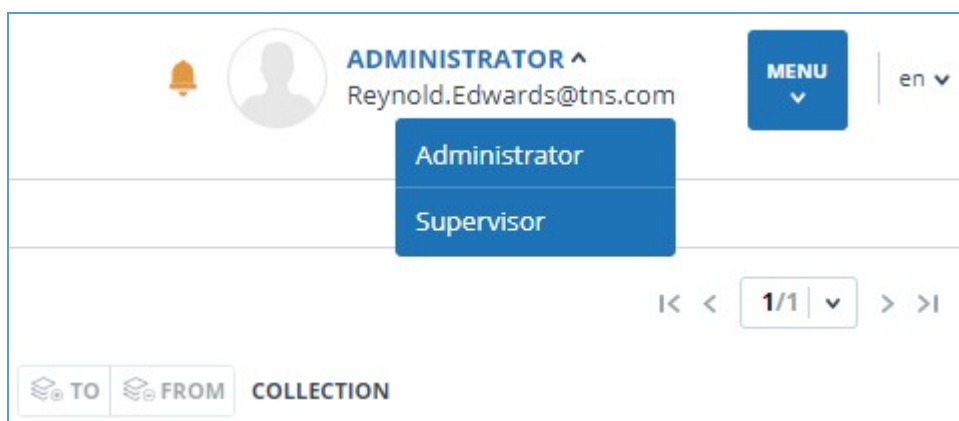 ADMINISTRATOR
Reynold.Edwards@tns.com
MENU
en
Administrator
Supervisor
1/1
TO FROM COLLECTION